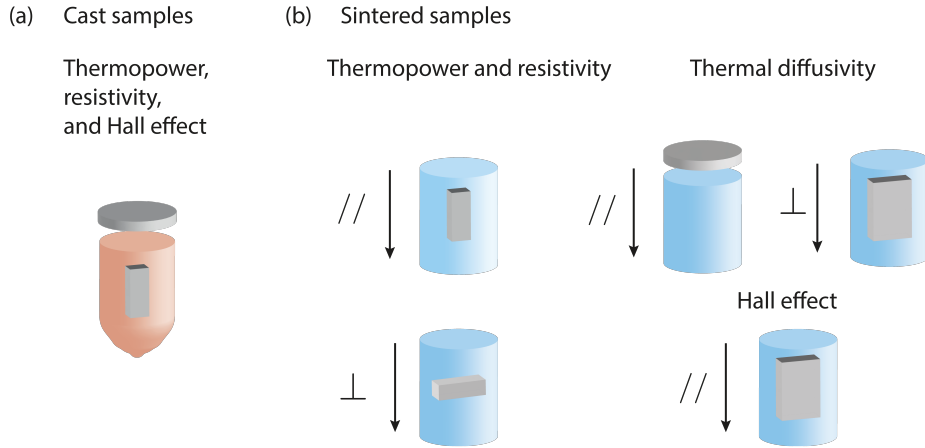 (a) Cast samples
Thermopower,
resistivity,
and Hall effect
(b) Sintered samples
Thermopower and resistivity
//
⊥
Thermal diffusivity
//
⊥
Hall effect
//